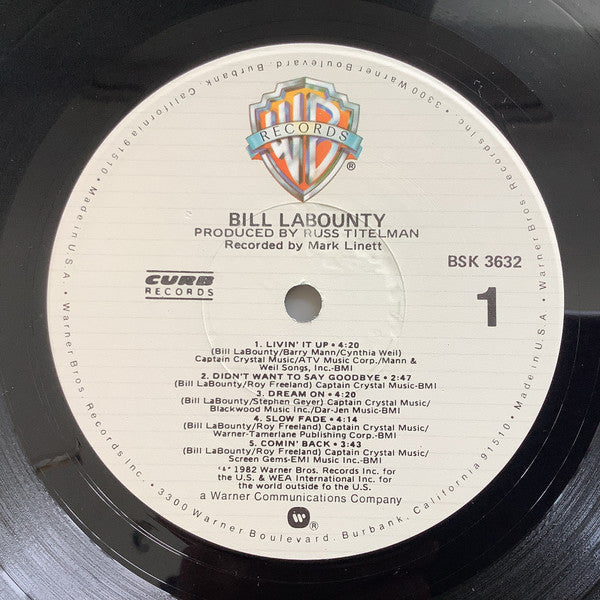 WB
RECORDS
®
BILL LABOUNTY
PRODUCED BY RUSS TITELMAN
Recorded by Mark Linett
CURB
RECORDS
BSK 3632
1
1. LIVIN' IT UP • 4:20
(Bill LaBounty/Barry Mann/Cynthia Weil)
Captain Crystal Music/ATV Music Corp./Mann &
Weil Songs, Inc.-BMI
2. DIDN'T WANT TO SAY GOODBYE • 2:47
(Bill LaBounty/Roy Freeland) Captain Crystal Music-BMI
3. DREAM ON • 4:20
(Bill LaBounty/Stephen Geyer) Captain Crystal Music/
Blackwood Music Inc./Dar-Jen Music-BMI
4. SLOW FADE • 4:14
(Bill LaBounty/Roy Freeland) Captain Crystal Music/
Warner-Tamerlane Publishing Corp.-BMI
5. COMIN' BACK • 3:43
(Bill LaBounty/Roy Freeland) Captain Crystal Music/
Screen Gems-EMI Music Inc.-BMI
1982 Warner Bros. Records Inc. for
the U.S. & WEA International Inc. for
the world outside fo the U.S.
a Warner Communications Company
®
Warner Bros. Records Inc. • 3300 Warner Boulevard, Burbank, California 91510 • Made in U.S.A. • Warner Bros. Records Inc. • 3300 Warner Boulevard, Burbank, California 91510 • Made in U.S.A. •